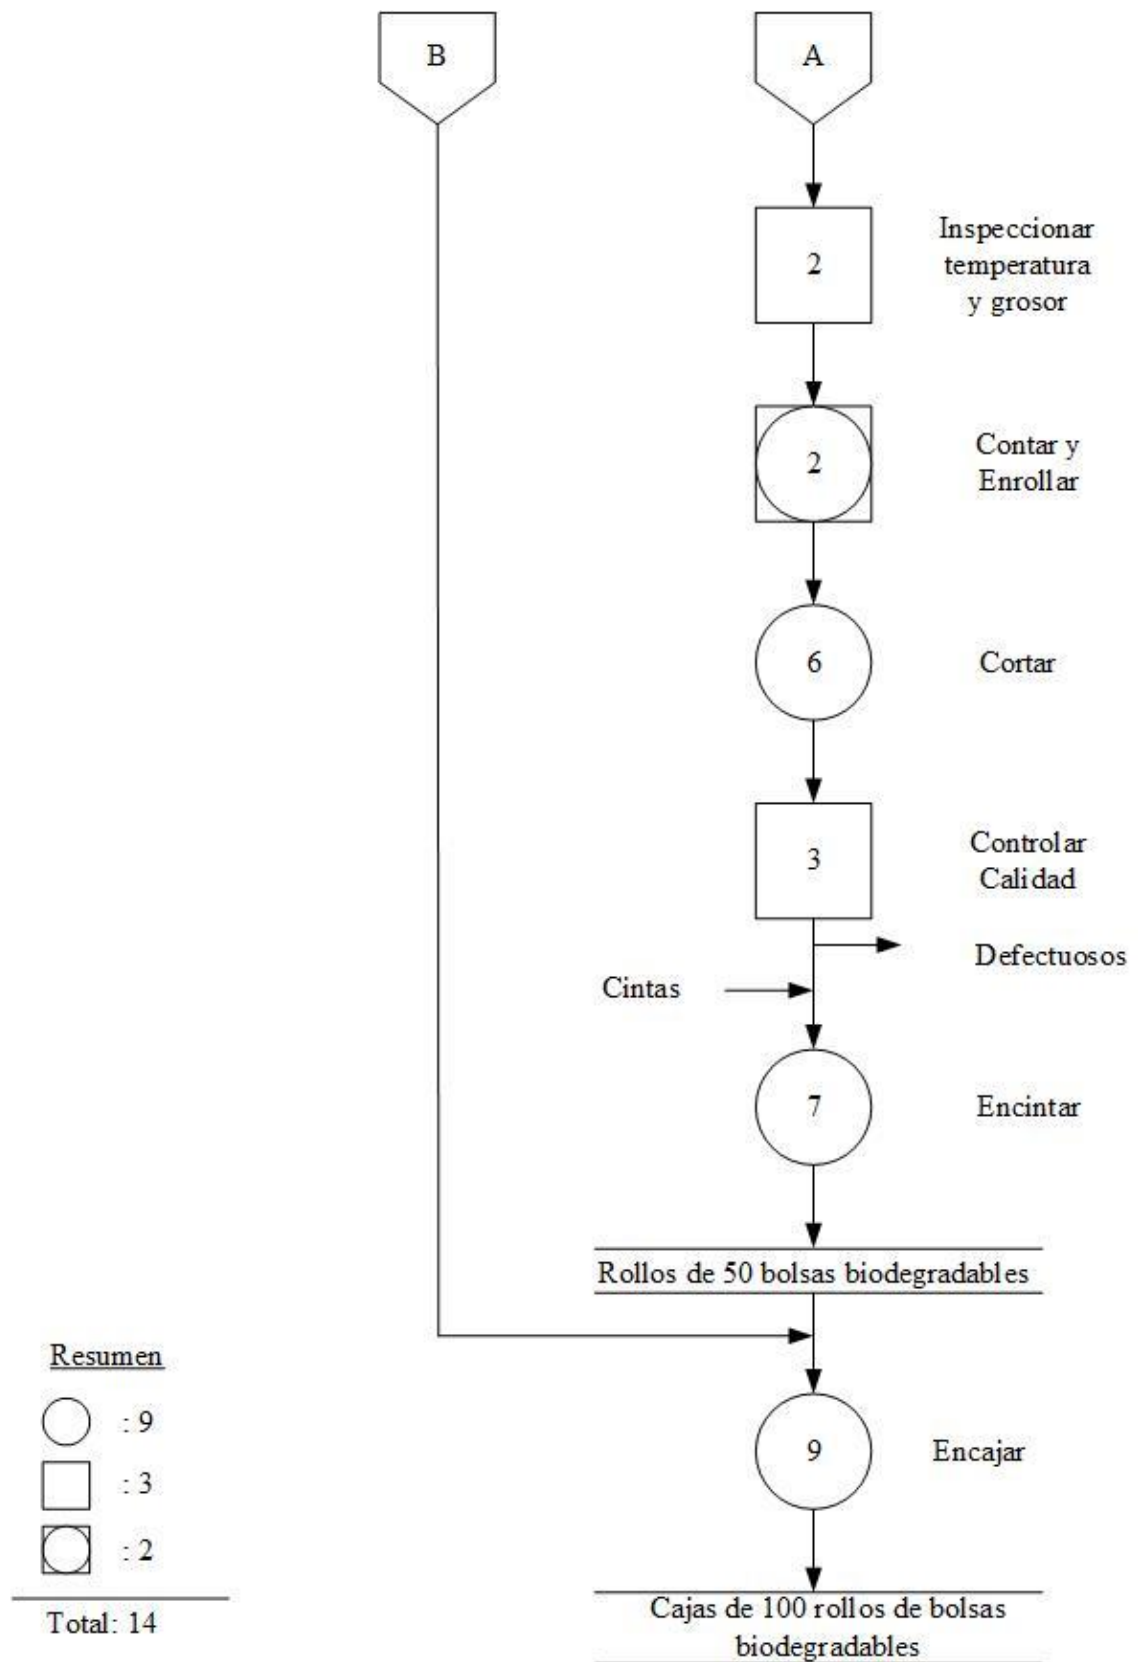 B
A
2
Inspeccionar
temperatura
y grosor
2
Contar y
Enrollar
6
Cortar
3
Controlar
Calidad
Defectuosos
Cintas
7
Encintar
Rollos de 50 bolsas biodegradables
Resumen
: 9
: 3
: 2
Total: 14
9
Encajar
Cajas de 100 rollos de bolsas
biodegradables